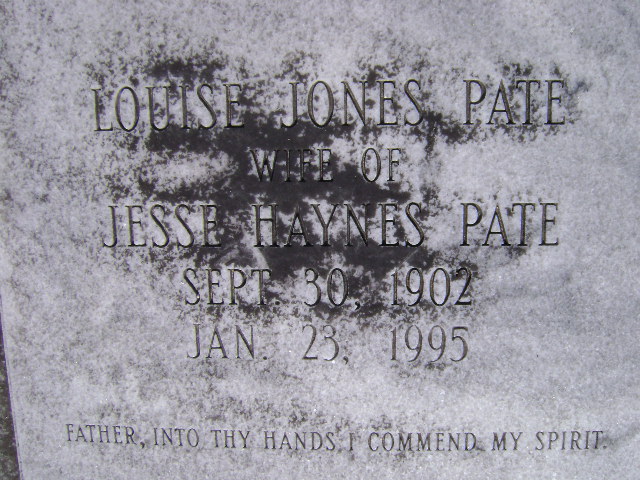 LOUISE JONES PATE
WIFE OF
JESSE HAYNES PATE
SEPT. 30, 1902
JAN. 23, 1995
FATHER, INTO THY HANDS I COMMEND MY SPIRIT.